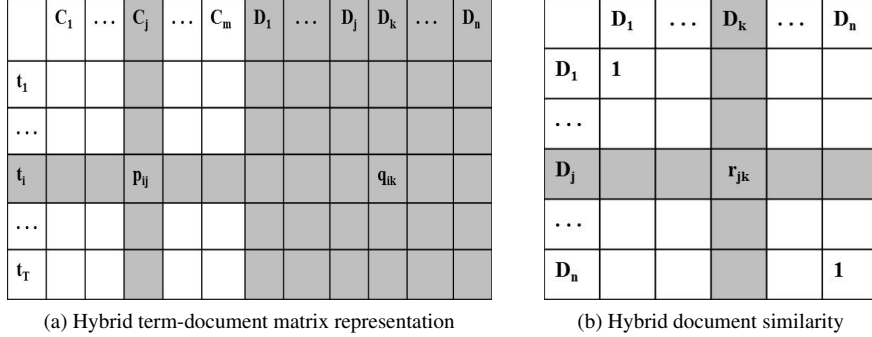 C1 ... Cj ... Cm D1 ... Dj Dk ... Dn
t1
...
ti pij qik
...
tT
(a) Hybrid term-document matrix representation
D1 ... Dk ... Dn
D1 1
...
Dj rjk
...
Dn 1
(b) Hybrid document similarity